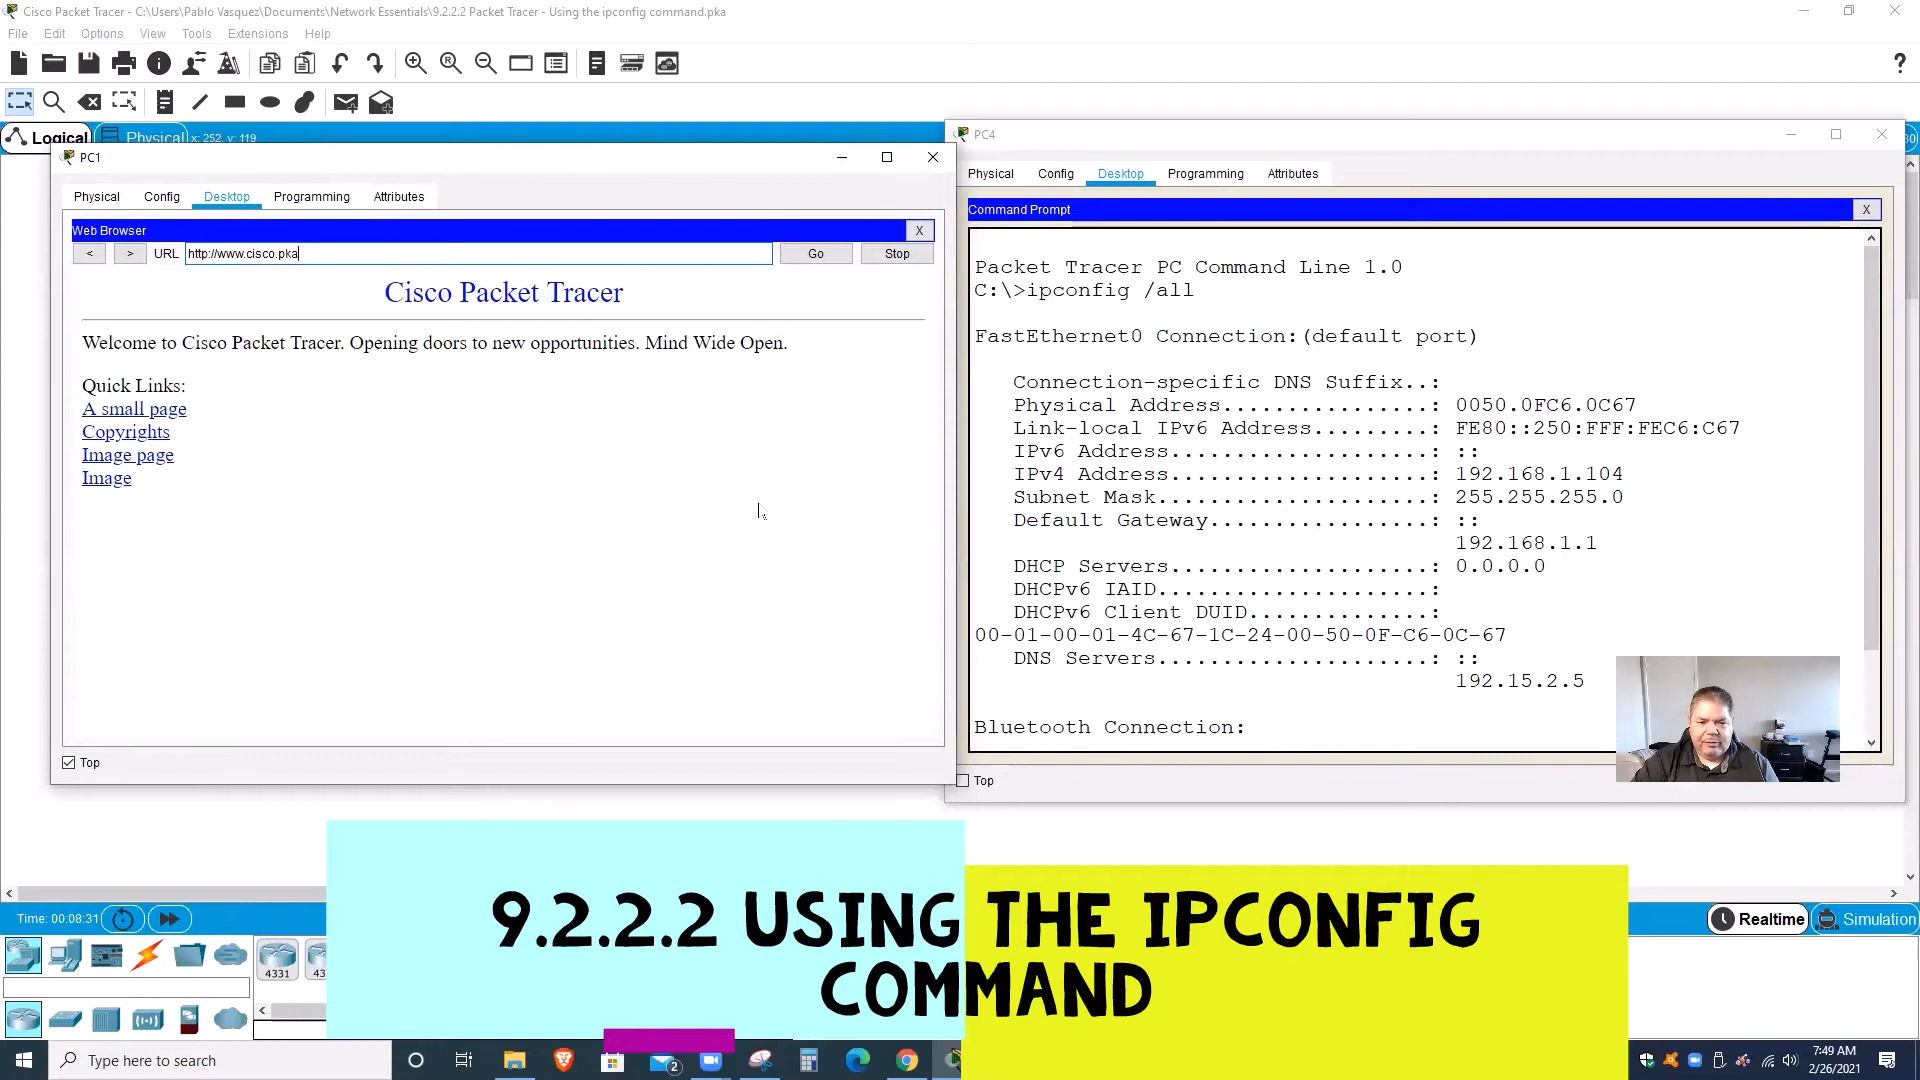 Cisco Packet Tracer - C:\Users\Pablo Vasquez\Documents\Network Essentials\9.2.2.2 Packet Tracer - Using the ipconfig command.pka
File Edit Options View Tools Extensions Help
Logical Physical x: 252, y: 119
PC1
Physical Config Desktop Programming Attributes
Web Browser X
< > URL http://www.cisco.pka Go Stop
Cisco Packet Tracer
Welcome to Cisco Packet Tracer. Opening doors to new opportunities. Mind Wide Open.
Quick Links:
A small page
Copyrights
Image page
Image
Top
PC4
Physical Config Desktop Programming Attributes
Command Prompt X
Packet Tracer PC Command Line 1.0
C:\>ipconfig /all
FastEthernet0 Connection:(default port)
Connection-specific DNS Suffix..:
Physical Address................: 0050.0FC6.0C67
Link-local IPv6 Address.........: FE80::250:FFF:FEC6:C67
IPv6 Address....................: ::
IPv4 Address....................: 192.168.1.104
Subnet Mask.....................: 255.255.255.0
Default Gateway.................: ::
192.168.1.1
DHCP Servers....................: 0.0.0.0
DHCPv6 IAID.....................:
DHCPv6 Client DUID..............:
00-01-00-01-4C-67-1C-24-00-50-0F-C6-0C-67
DNS Servers.....................: ::
192.15.2.5
Bluetooth Connection:
Top
9.2.2.2 USING THE IPCONFIG
COMMAND
Time: 00:08:31
Realtime Simulation
4331
Type here to search
2
7:49 AM
2/26/2021